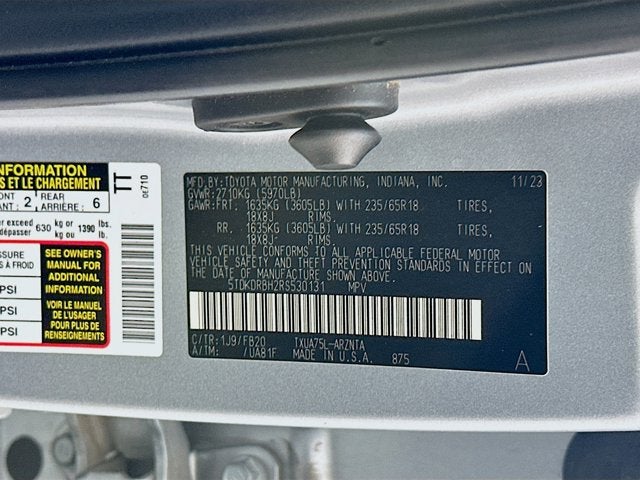 INFORMATION
S ET LE CHARGEMENT
ONT 2 REAR 6
ANT : ARRIÈRE :
er exceed 630 kg or 1390 lbs.
dépasser kg ou lb.
TT
0E710
SSURE
S À FROID
PSI
PSI
PSI
SEE OWNER'S
MANUAL FOR
ADDITIONAL
INFORMATION
VOIR LE MANUEL
DU PROPRIÉTAIRE
POUR PLUS DE
RENSEIGNEMENTS
MFD.BY:TOYOTA MOTOR MANUFACTURING, INDIANA, INC. 11/23
GVWR:2710KG (5970LB)
GAWR:FRT. 1635KG (3605LB) WITH 235/65R18 TIRES,
18X8J- RIMS.
RR. 1635KG (3605LB) WITH 235/65R18 TIRES,
18X8J- RIMS.
THIS VEHICLE CONFORMS TO ALL APPLICABLE FEDERAL MOTOR
VEHICLE SAFETY AND THEFT PREVENTION STANDARDS IN EFFECT ON
THE DATE OF MANUFACTURE SHOWN ABOVE.
5TDKDRBH2RS530131 MPV
C/TR:1J9/FB20 TXUA75L-ARZNTA
A/TM: /UA81F MADE IN U.S.A. 875
A